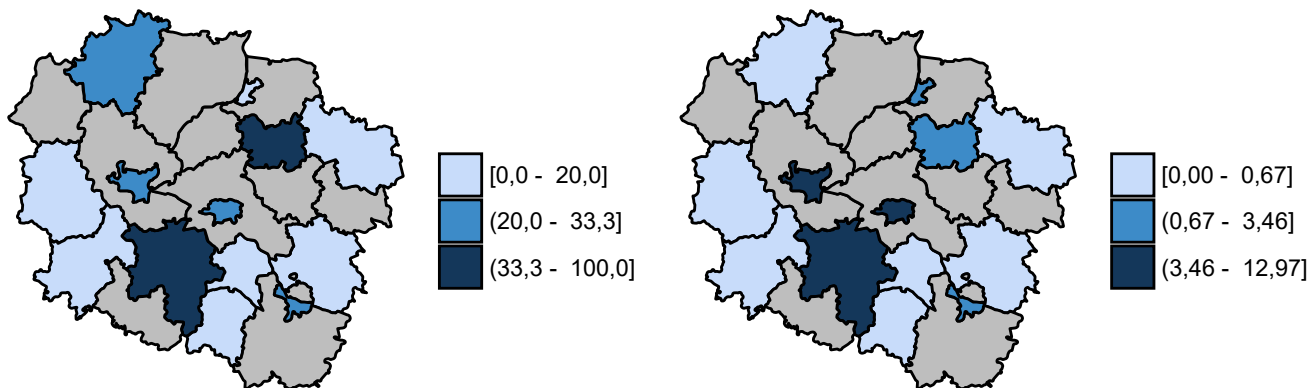 [0,0 - 20,0]
(20,0 - 33,3]
(33,3 - 100,0]
[0,00 - 0,67]
(0,67 - 3,46]
(3,46 - 12,97]